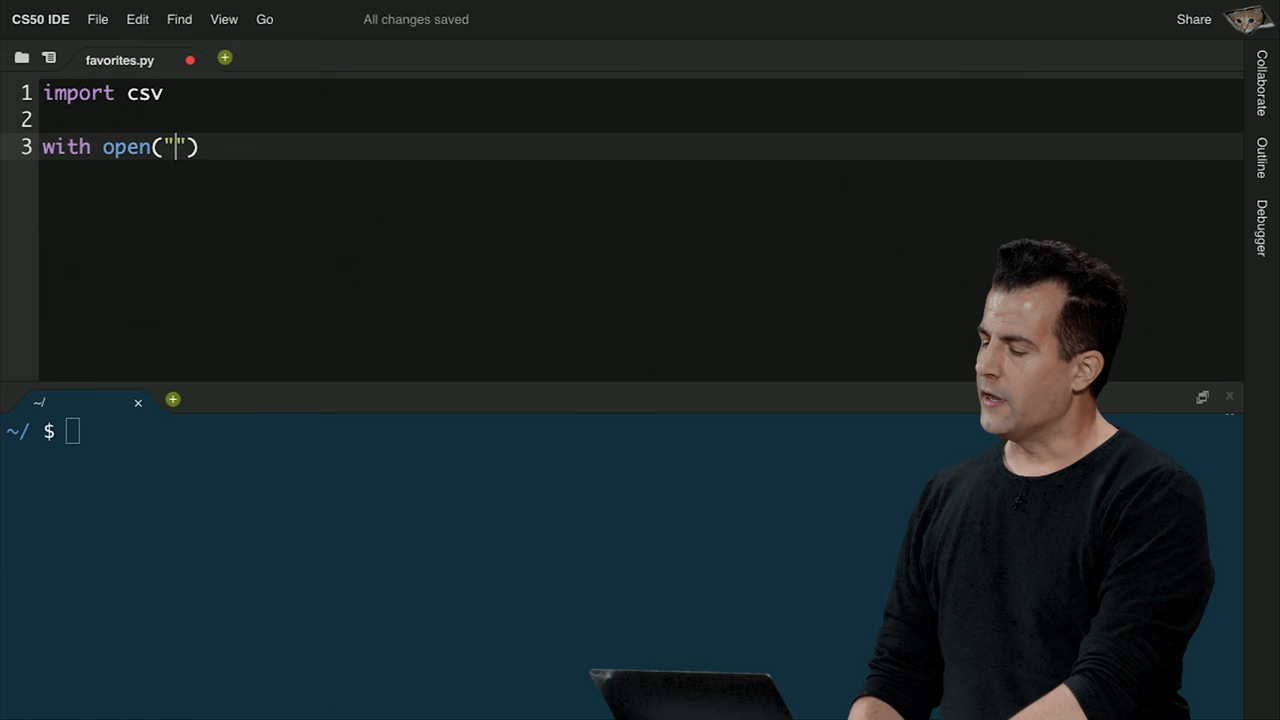 CS50 IDE File Edit Find View Go All changes saved Share
favorites.py
1 import csv
2
3 with open("")
~/
~/ $
Collaborate
Outline
Debugger